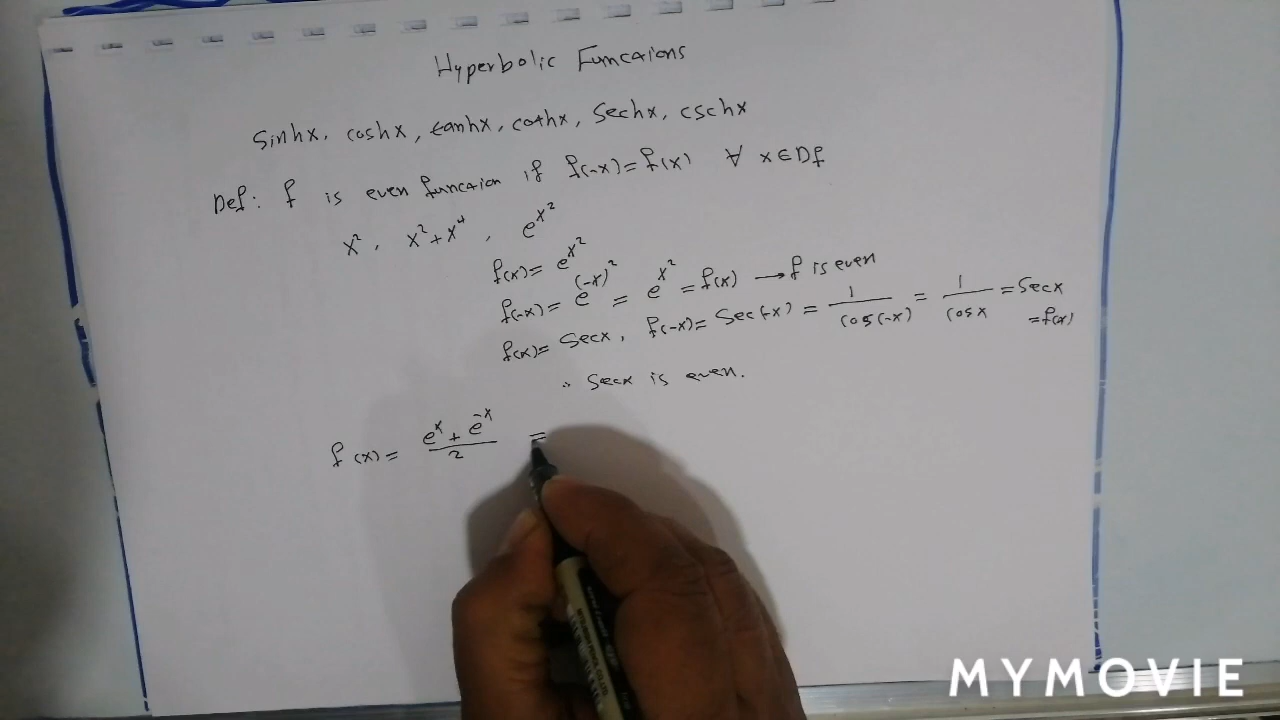 Hyperbolic Functions
Sinhx, coshx, tanhx, cothx, Sechx, cschx
Def: f is even function if f(-x)=f(x) ∀ x∈Df
x², x²+x⁴, e^x²
f(x)= e^x²
f(-x)= e^(-x)² = e^x² = f(x) → f is even
f(x)= Secx, f(-x)= Sec(-x) = 1/cos(-x) = 1/cosx = Secx
=f(x)
∴ Secx is even.
f(x)= (e^x + e^-x)/2 =
MYMOVIE